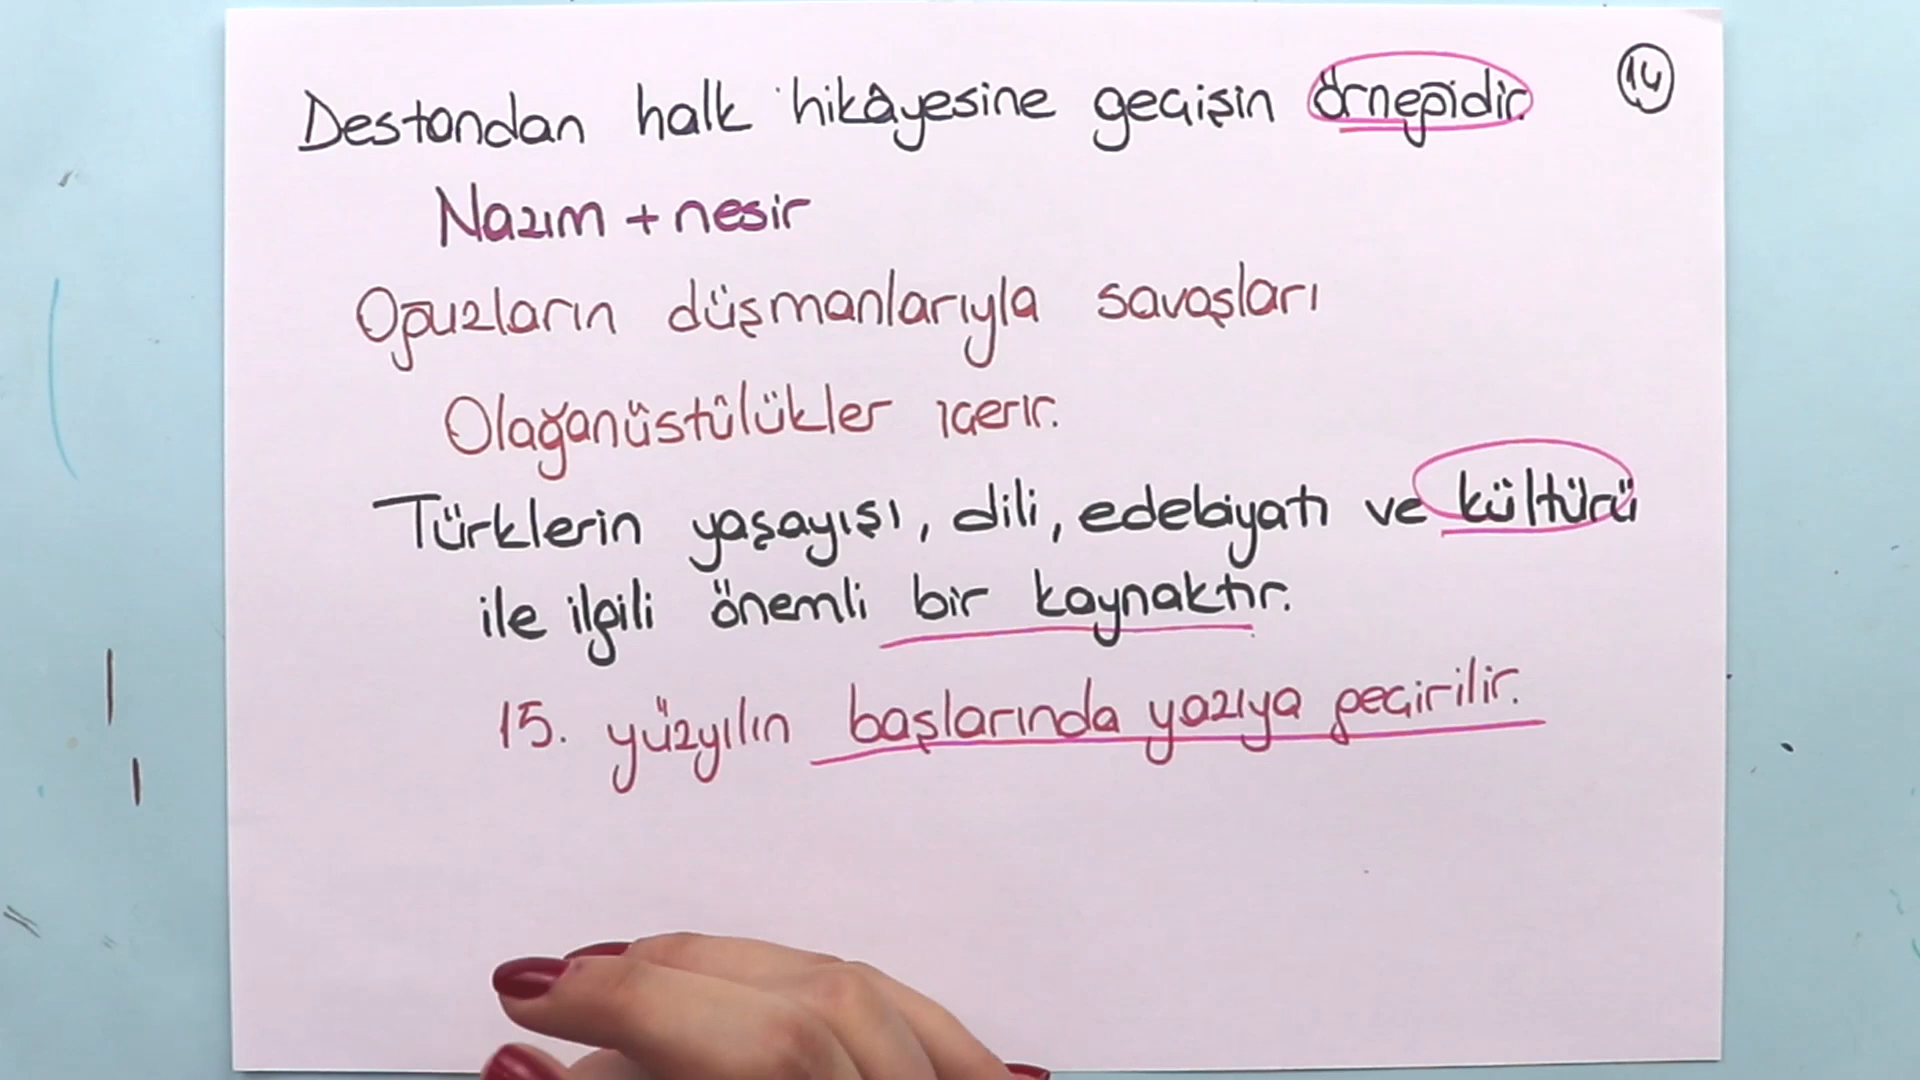 Destandan halk hikâyesine geçişin örneğidir.
14
Nazım + nesir
Oğuzların düşmanlarıyla savaşları
Olağanüstülükler içerir.
Türklerin yaşayışı, dili, edebiyatı ve kültürü
ile ilgili önemli bir kaynaktır.
15. yüzyılın başlarında yazıya geçirilir.